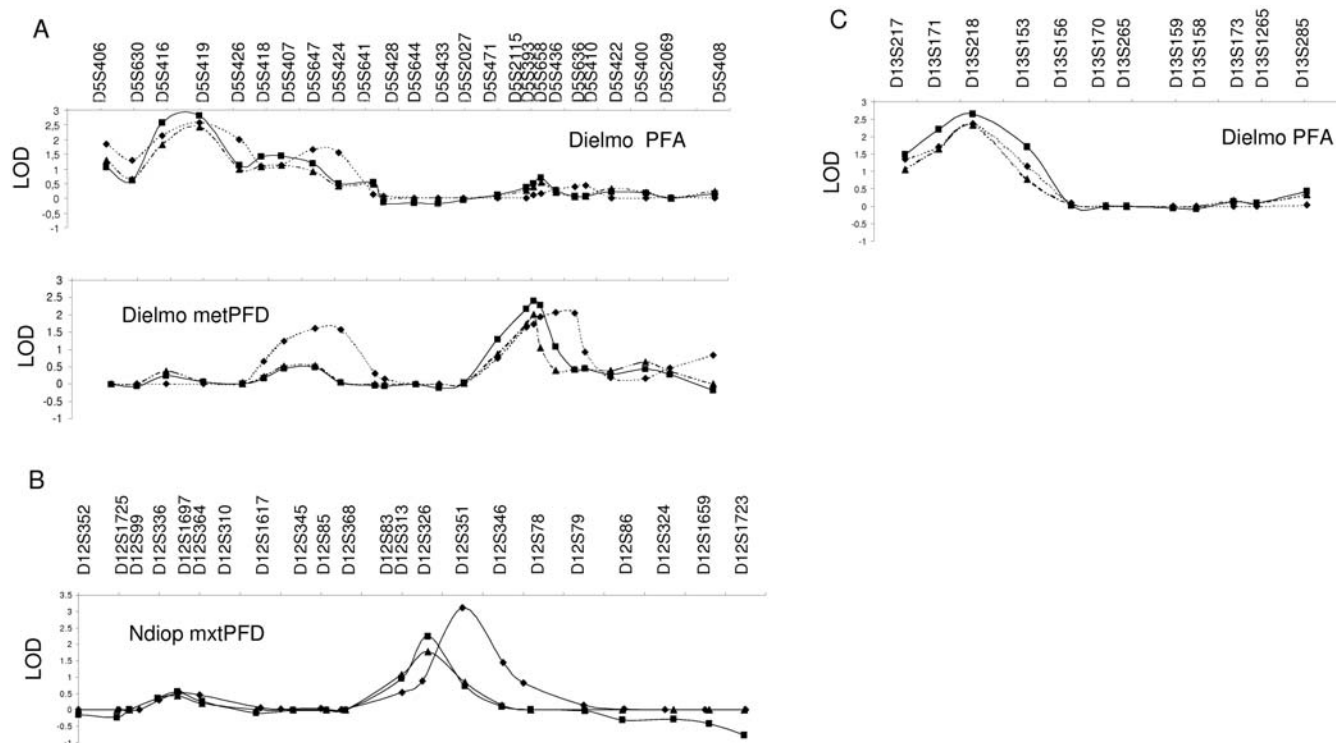 A
D5S406
D5S630
D5S416
D5S419
D5S426
D5S418
D5S407
D5S647
D5S424
D5S641
D5S428
D5S644
D5S433
D5S2027
D5S471
D5S2115
D5S393
D5S658
D5S436
D5S636
D5S410
D5S422
D5S400
D5S2069
D5S408
LOD
3
2,5
2
1,5
1
0,5
0
-0,5
-1
Dielmo PFA
LOD
3
2.5
2
1.5
1
0.5
0
-0.5
-1
Dielmo metPFD
B
D12S352
D12S1725
D12S99
D12S336
D12S1697
D12S364
D12S310
D12S1617
D12S345
D12S85
D12S368
D12S83
D12S313
D12S326
D12S351
D12S346
D12S78
D12S79
D12S86
D12S324
D12S1659
D12S1723
LOD
3.5
3
2.5
2
1.5
1
0.5
0
-0.5
-1
Ndiop mxtPFD
C
D13S217
D13S171
D13S218
D13S153
D13S156
D13S170
D13S265
D13S159
D13S158
D13S173
D13S1265
D13S285
LOD
3
2,5
2
1,5
1
0,5
0
-0,5
-1
Dielmo PFA